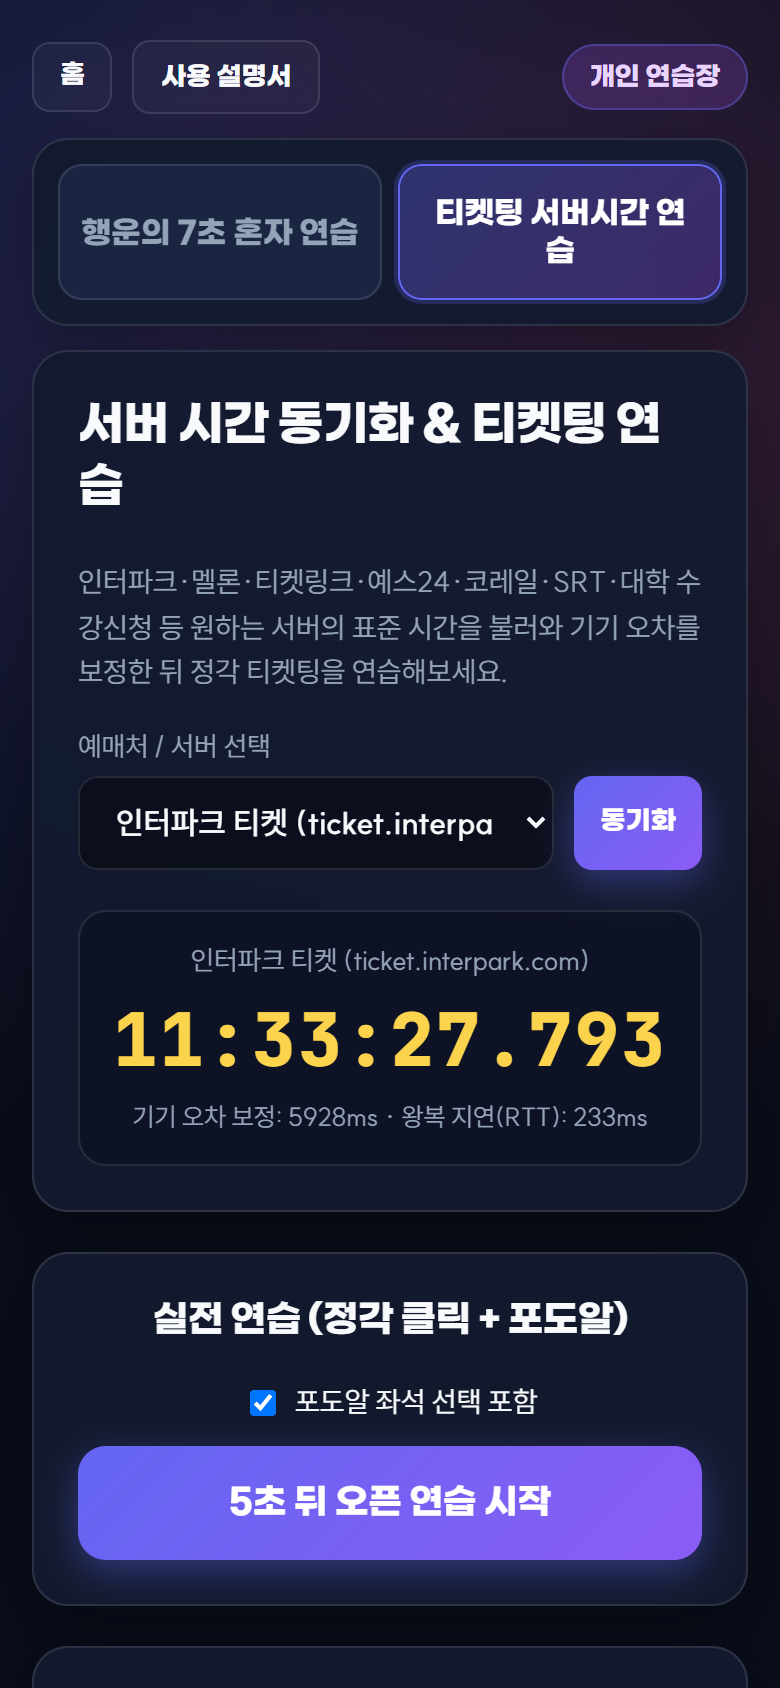 홈
사용 설명서
개인 연습장
행운의 7초 혼자 연습
티켓팅 서버시간 연
습
서버 시간 동기화 & 티켓팅 연
습
인터파크·멜론·티켓링크·예스24·코레일·SRT·대학 수
강신청 등 원하는 서버의 표준 시간을 불러와 기기 오차를
보정한 뒤 정각 티켓팅을 연습해보세요.
예매처 / 서버 선택
인터파크 티켓 (ticket.interpa
동기화
인터파크 티켓 (ticket.interpark.com)
11:33:27.793
기기 오차 보정: 5928ms · 왕복 지연(RTT): 233ms
실전 연습 (정각 클릭 + 포도알)
포도알 좌석 선택 포함
5초 뒤 오픈 연습 시작